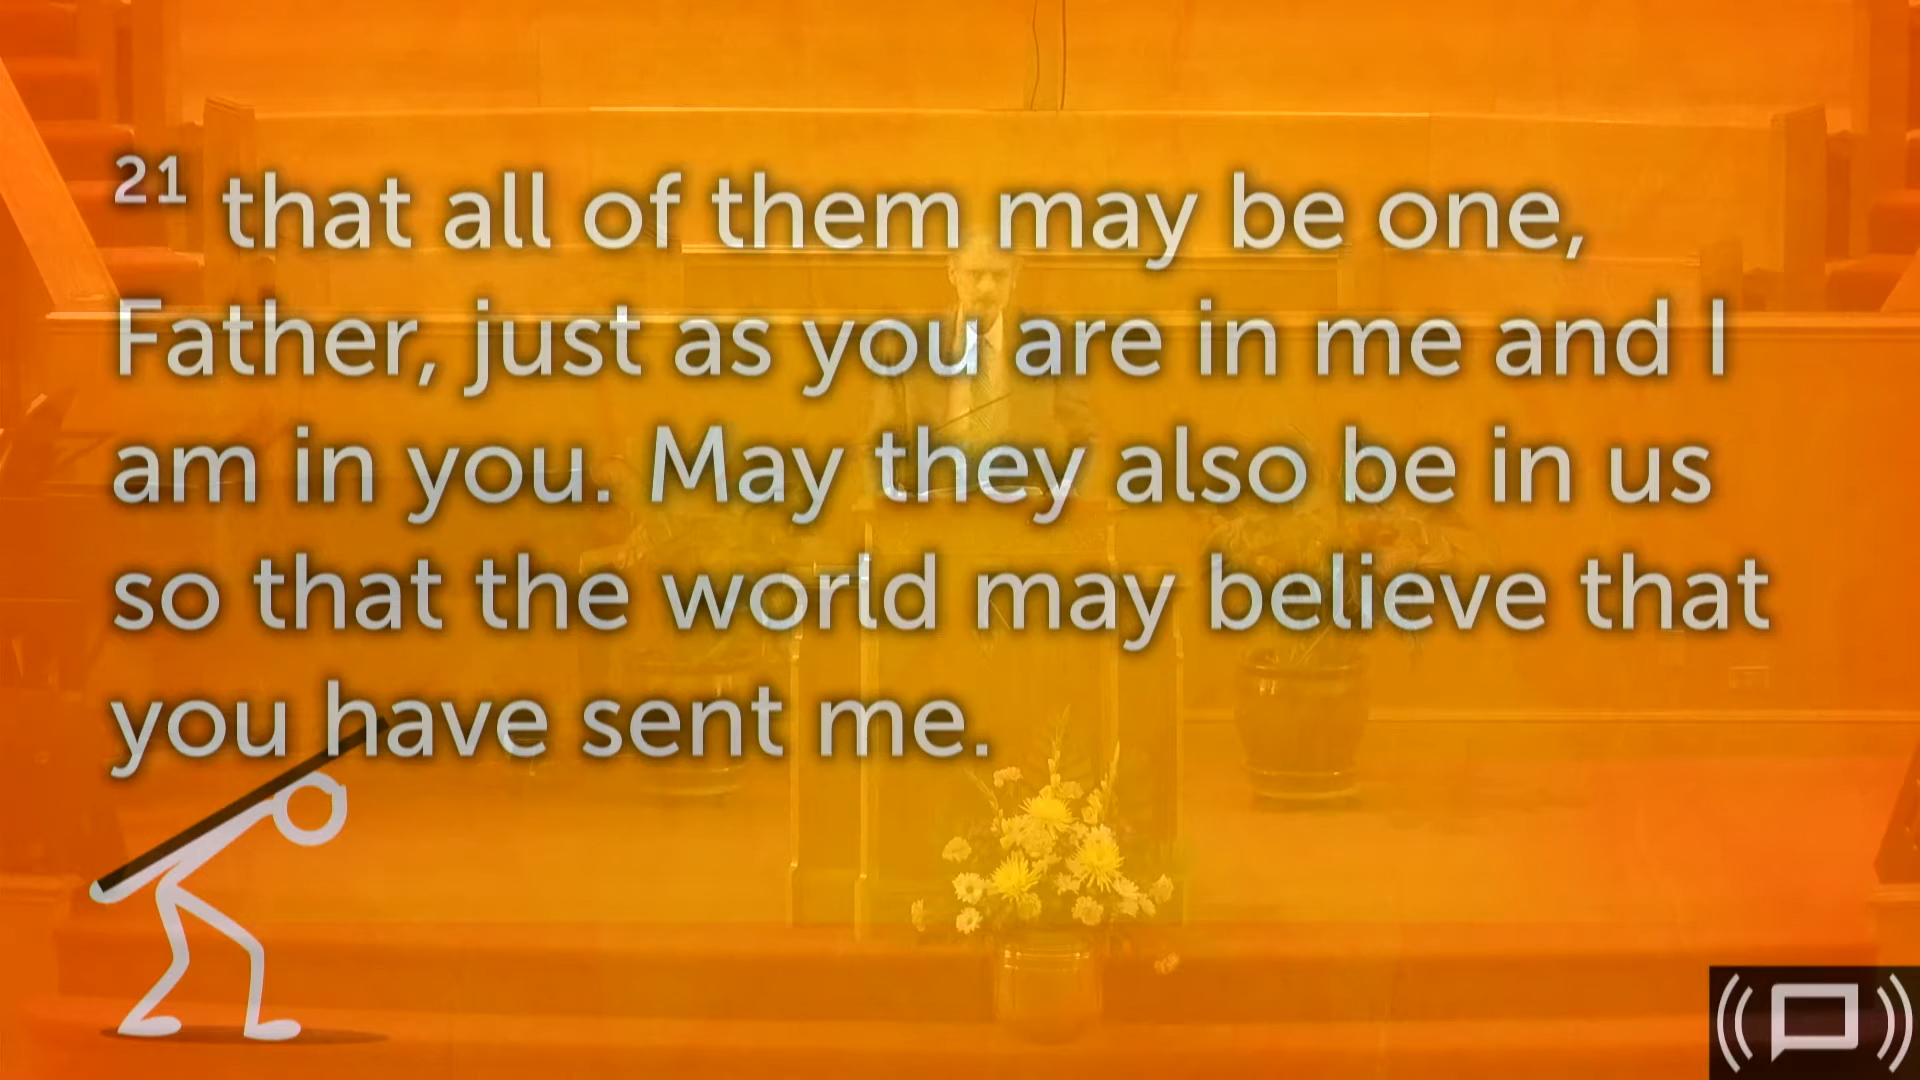 21 that all of them may be one,
Father, just as you are in me and I
am in you. May they also be in us
so that the world may believe that
you have sent me.